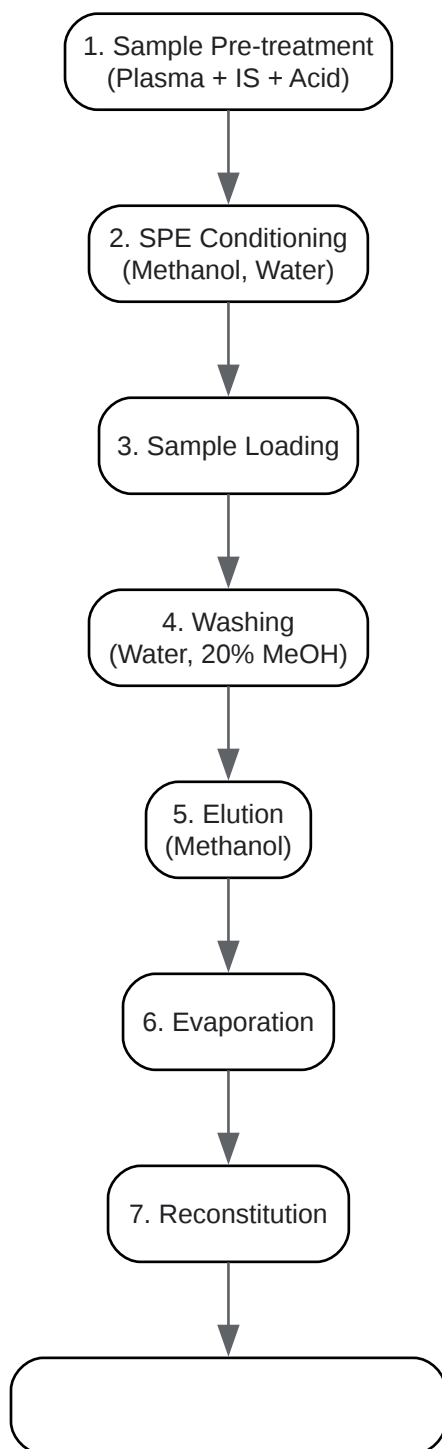 1. Sample Pre-treatment
(Plasma + IS + Acid)
2. SPE Conditioning
(Methanol, Water)
3. Sample Loading
4. Washing
(Water, 20% MeOH)
5. Elution
(Methanol)
6. Evaporation
7. Reconstitution